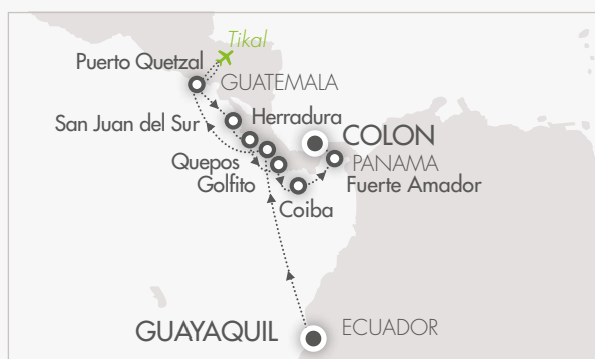 Tikal
Puerto Quetzal
GUATEMALA
San Juan del Sur
Herradura
COLON
Quepos
PANAMA
Golfito
Fuerte Amador
Coiba
GUAYAQUIL
ECUADOR